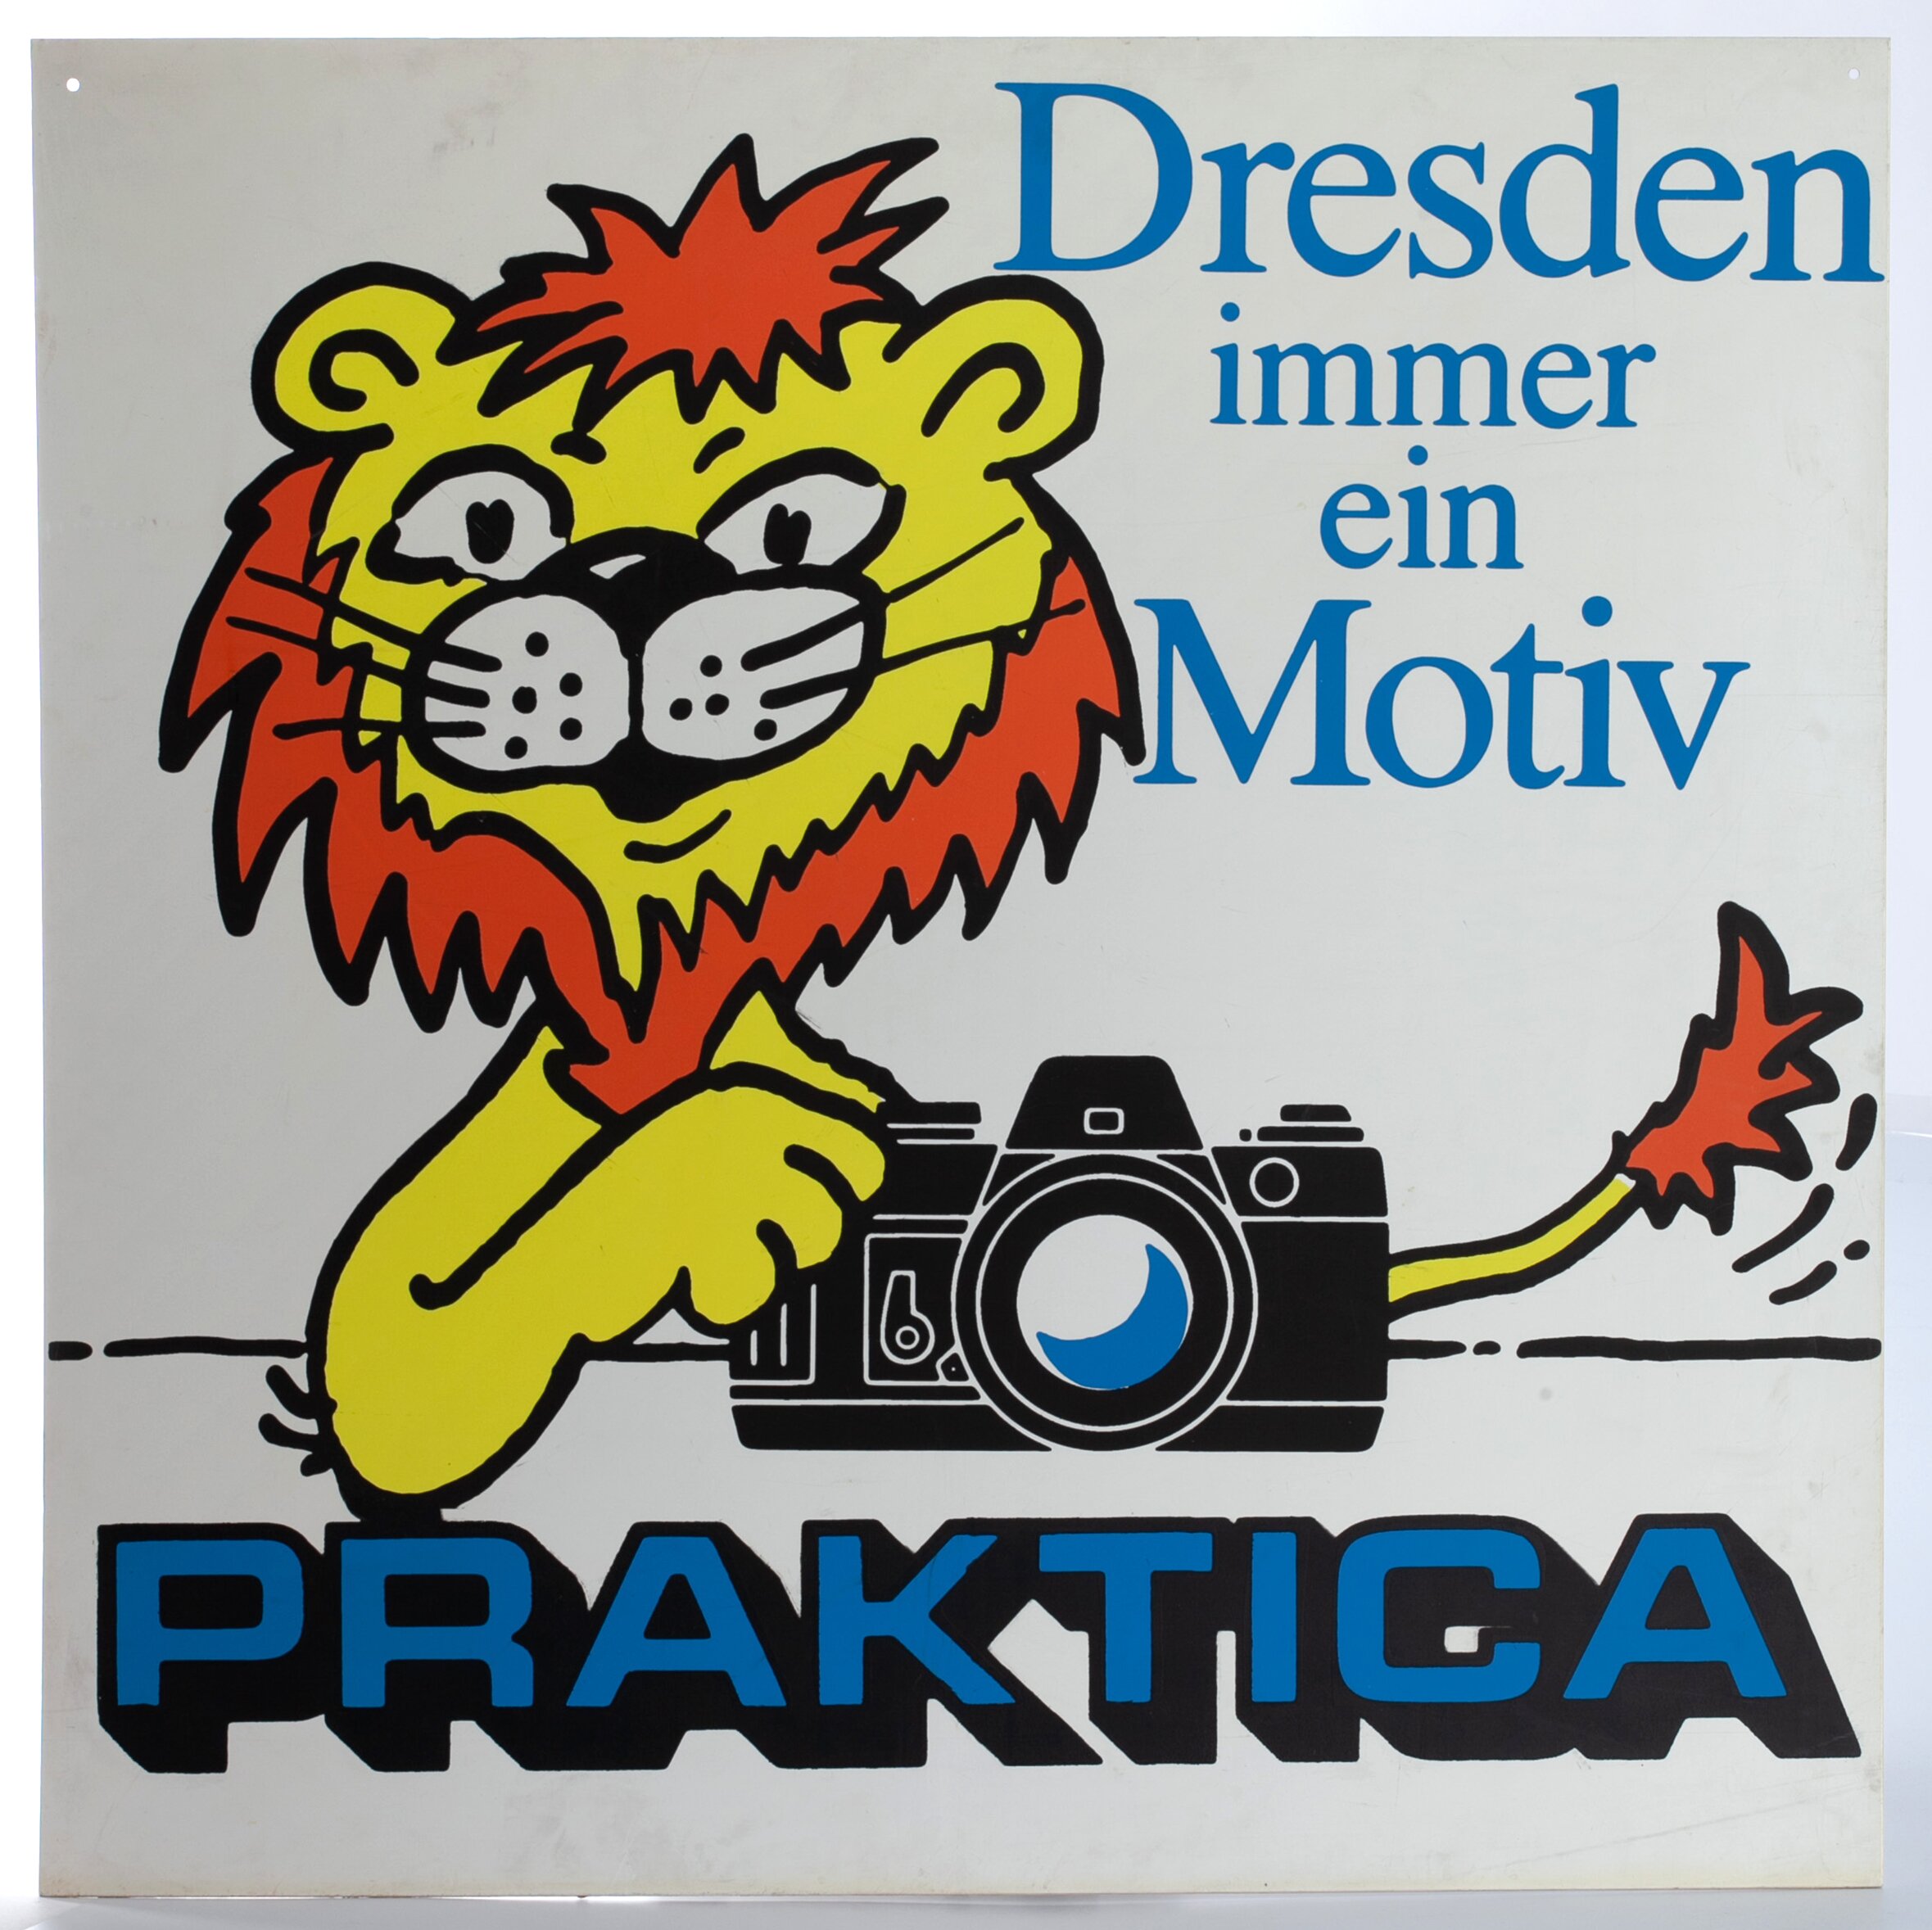 Dresden
immer
ein
Motiv
PRAKTICA